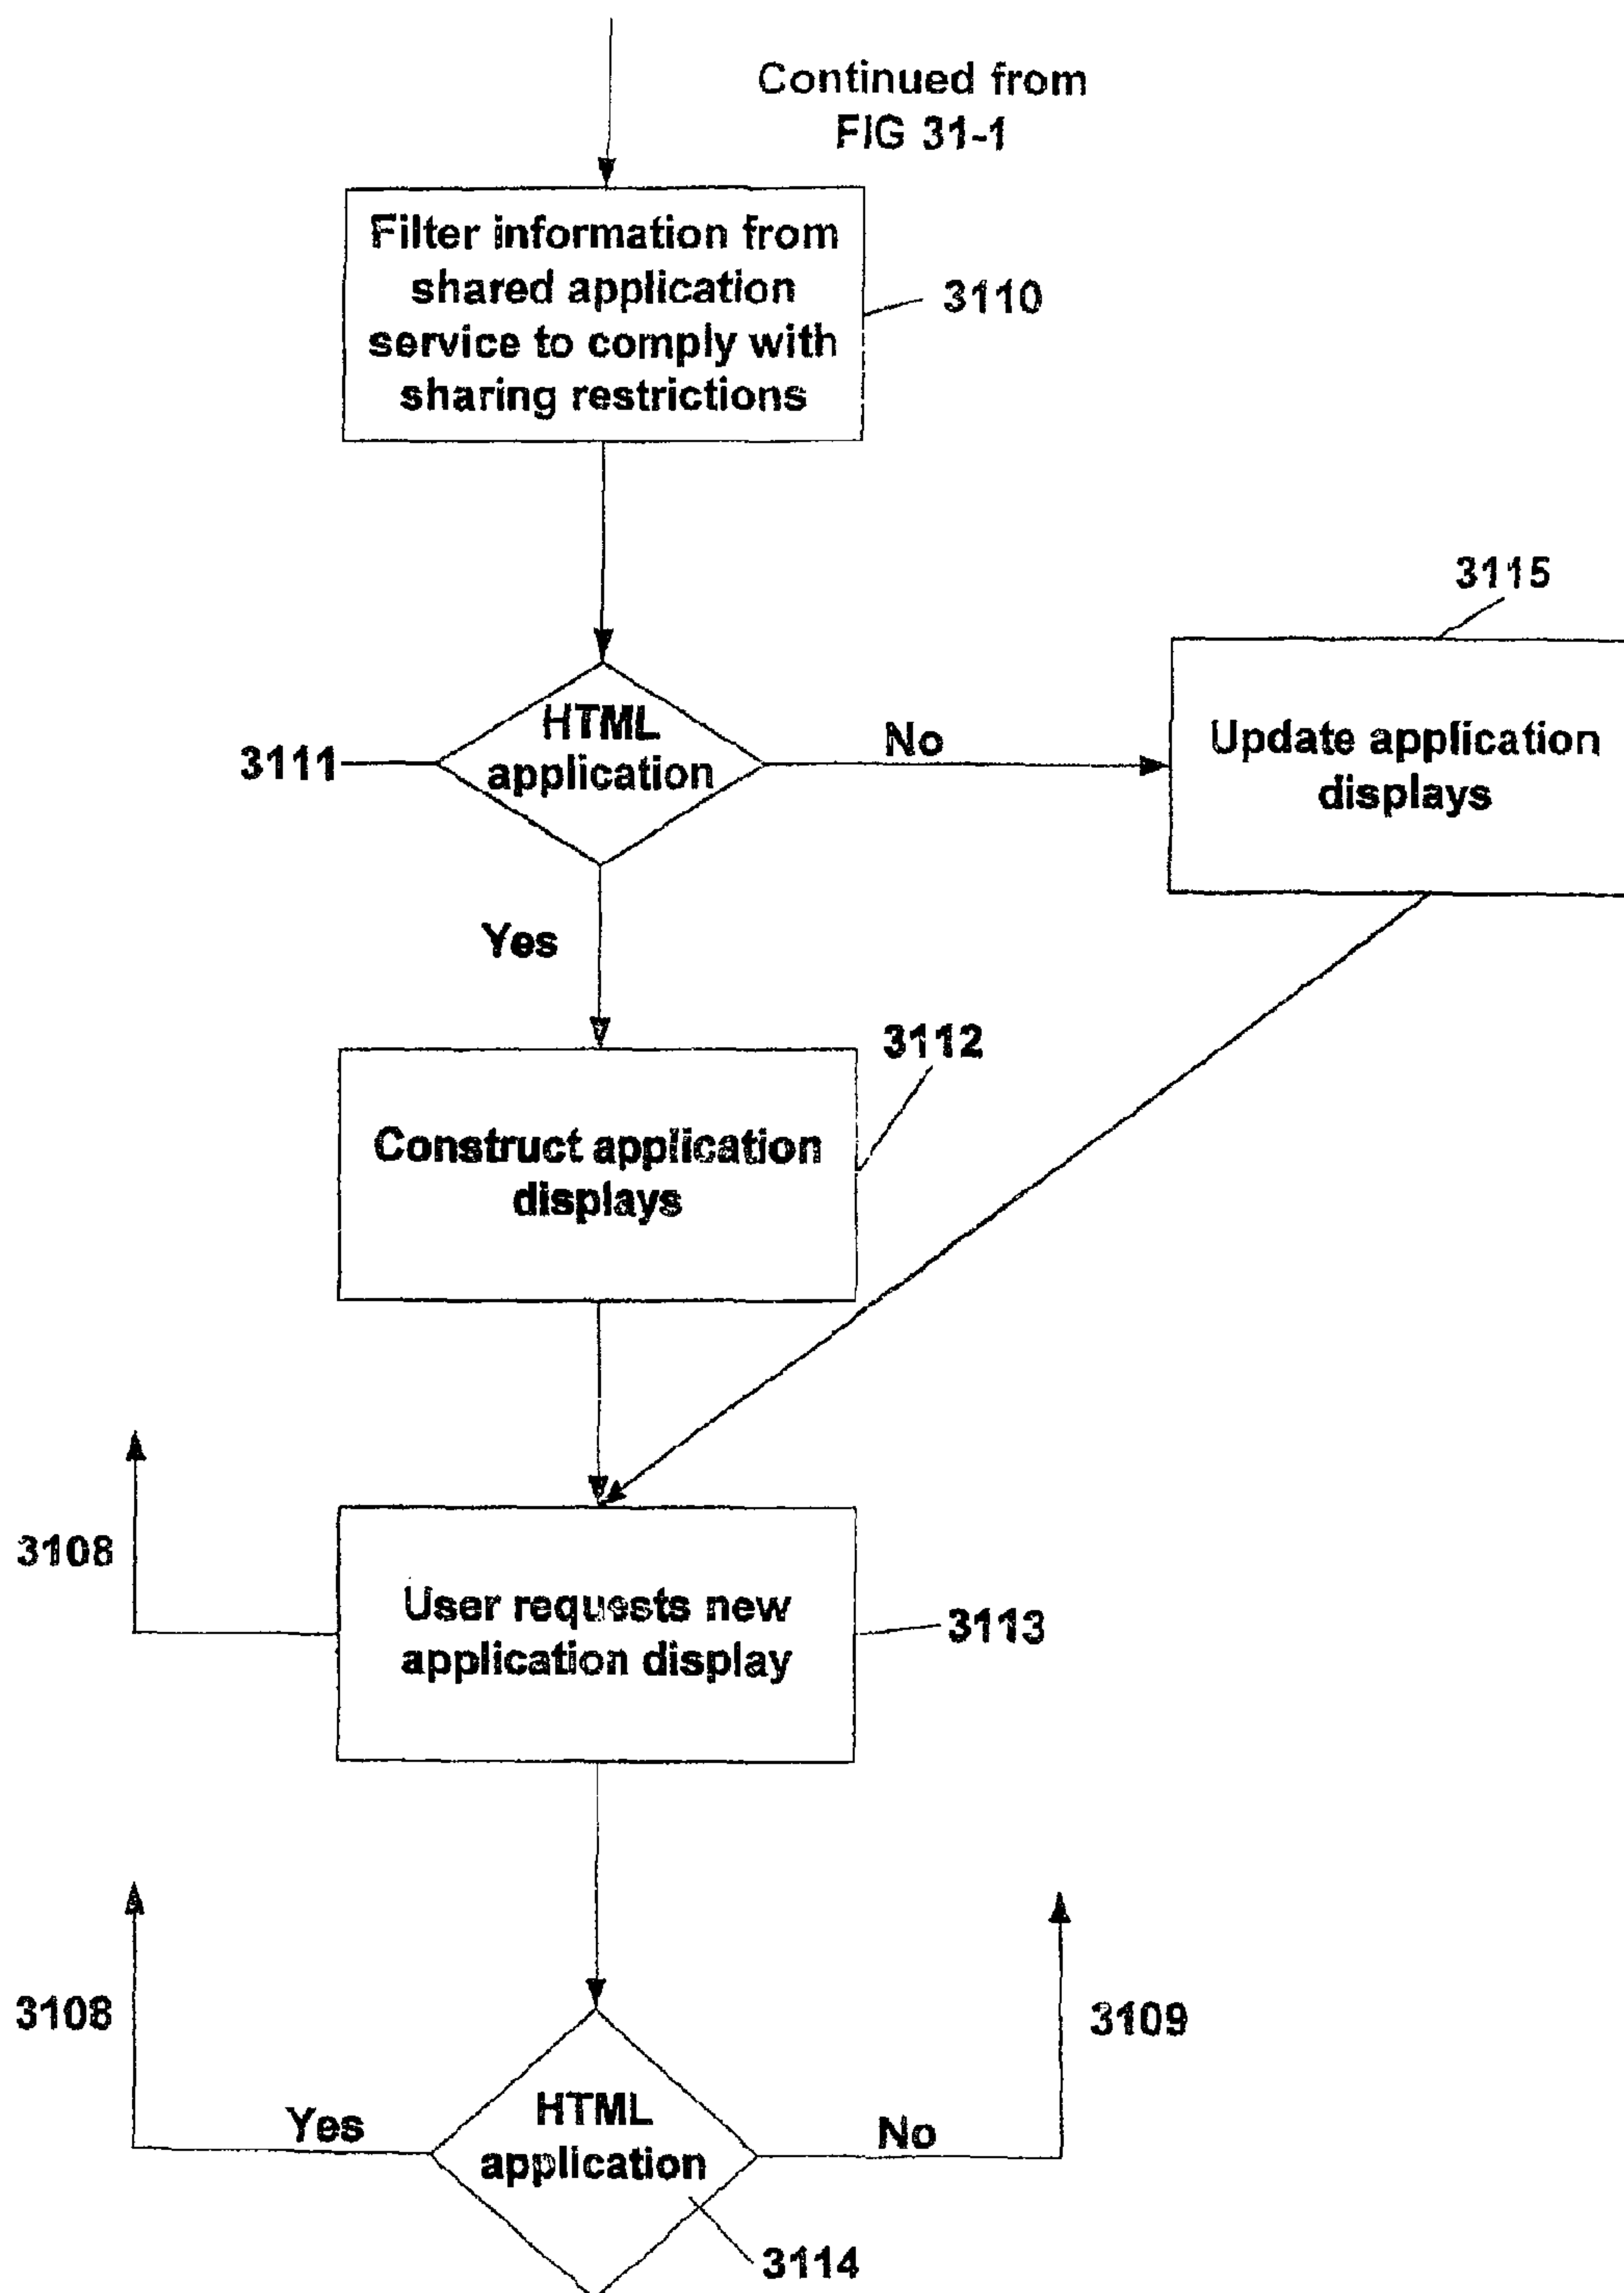 Continued from
FIG 31-1
Filter information from
shared application
service to comply with
sharing restrictions
3110
3115
HTML
application
3111
No
Update application
displays
Yes
3112
Construct application
displays
3108
User requests new
application display
3113
3108
3109
Yes
HTML
application
No
3114